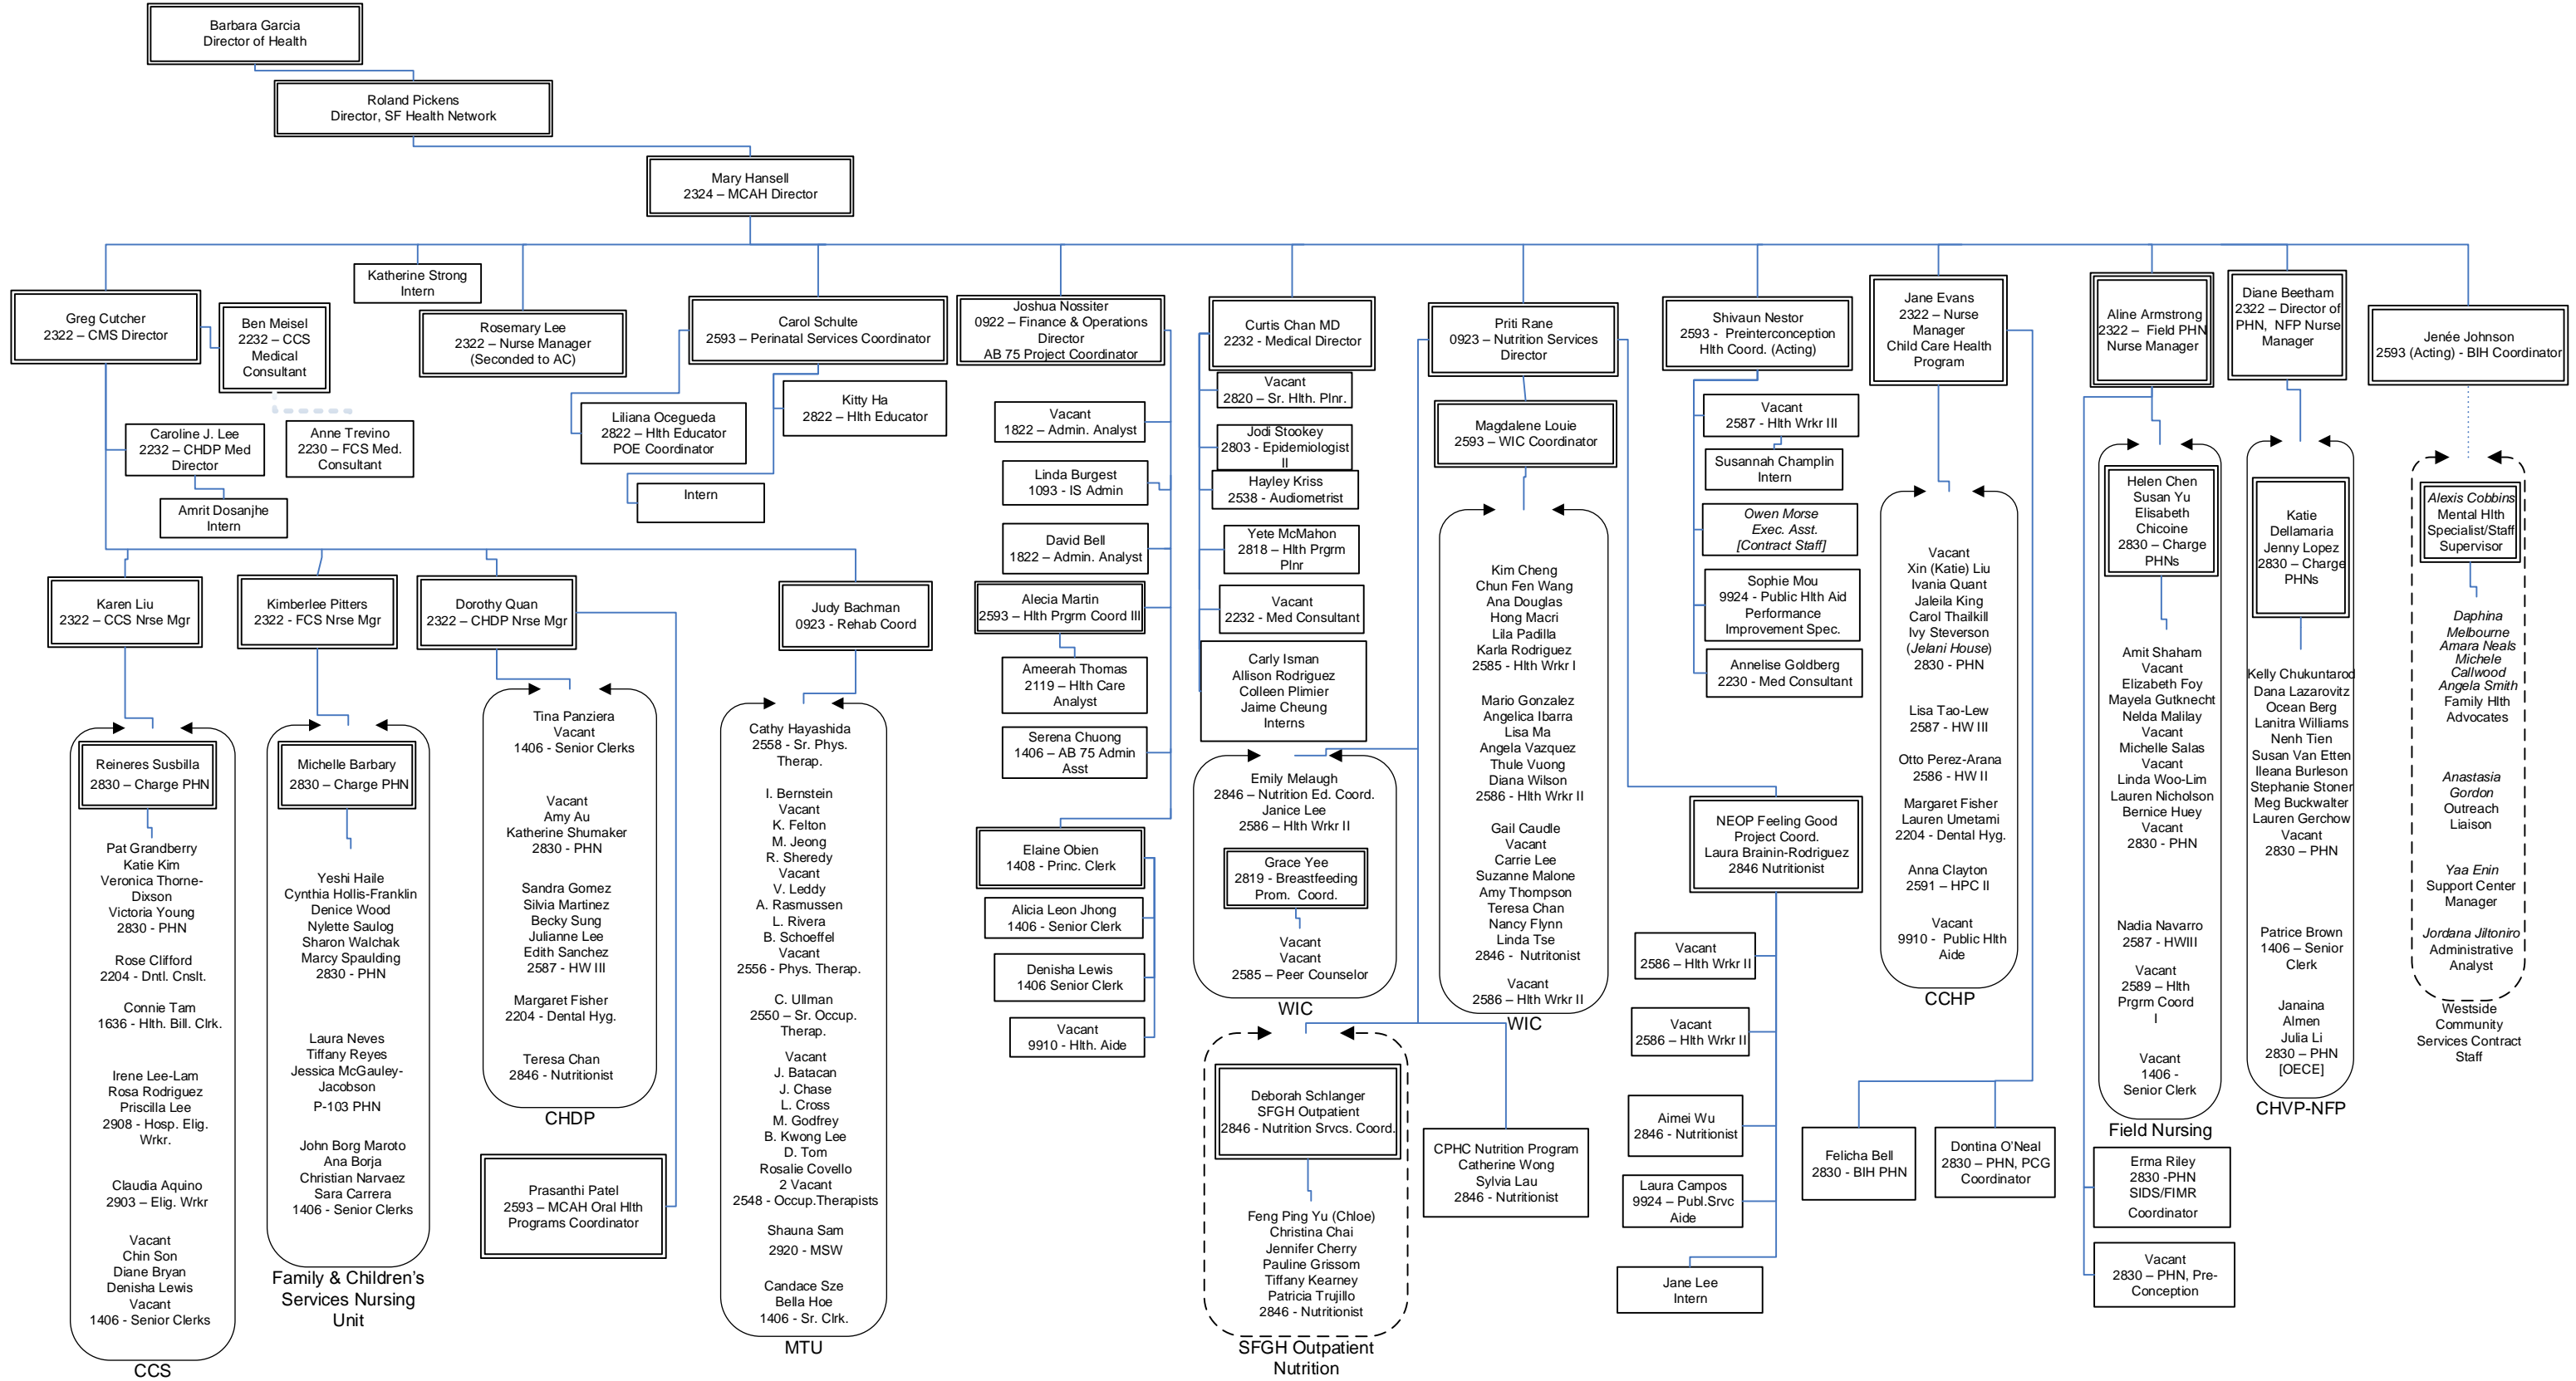 Barbara Garcia
Director of Health
Roland Pickens
Director, SF Health Network
Mary Hansell
2324 – MCAH Director
Greg Cutcher
2322 – CMS Director
Ben Meisel
2232 – CCS
Medical
Consultant
Katherine Strong
Intern
Rosemary Lee
2322 – Nurse Manager
(Seconded to AC)
Carol Schulte
2593 – Perinatal Services Coordinator
Joshua Nossiter
0922 – Finance & Operations
Director
AB 75 Project Coordinator
Curtis Chan MD
2232 - Medical Director
Priti Rane
0923 – Nutrition Services
Director
Shivaun Nestor
2593 - Preinterconception
Hlth Coord. (Acting)
Jane Evans
2322 – Nurse
Manager
Child Care Health
Program
Aline Armstrong
2322 – Field PHN
Nurse Manager
Diane Beetham
2322 – Director of
PHN, NFP Nurse
Manager
Jenée Johnson
2593 (Acting) - BIH Coordinator
Caroline J. Lee
2232 – CHDP Med
Director
Anne Trevino
2230 – FCS Med.
Consultant
Amrit Dosanjhe
Intern
Liliana Ocegueda
2822 – Hlth Educator
POE Coordinator
Kitty Ha
2822 – Hlth Educator
Intern
Karen Liu
2322 – CCS Nrse Mgr
Kimberlee Pitters
2322 - FCS Nrse Mgr
Dorothy Quan
2322 – CHDP Nrse Mgr
Judy Bachman
0923 - Rehab Coord
Reineres Susbilla
2830 – Charge PHN
Pat Grandberry
Katie Kim
Veronica Thorne-
Dixson
Victoria Young
2830 - PHN
Rose Clifford
2204 - Dntl. Cnslt.
Connie Tam
1636 - Hlth. Bill. Clrk.
Irene Lee-Lam
Rosa Rodriguez
Priscilla Lee
2908 - Hosp. Elig.
Wrkr.
Claudia Aquino
2903 – Elig. Wrkr
Vacant
Chin Son
Diane Bryan
Denisha Lewis
Vacant
1406 - Senior Clerks
CCS
Michelle Barbary
2830 – Charge PHN
Yeshi Haile
Cynthia Hollis-Franklin
Denice Wood
Nylette Saulog
Sharon Walchak
Marcy Spaulding
2830 - PHN
Laura Neves
Tiffany Reyes
Jessica McGauley-
Jacobson
P-103 PHN
John Borg Maroto
Ana Borja
Christian Narvaez
Sara Carrera
1406 - Senior Clerks
Family & Children's
Services Nursing
Unit
Tina Panziera
Vacant
1406 - Senior Clerks
Vacant
Amy Au
Katherine Shumaker
2830 - PHN
Sandra Gomez
Silvia Martinez
Becky Sung
Julianne Lee
Edith Sanchez
2587 - HW III
Margaret Fisher
2204 - Dental Hyg.
Teresa Chan
2846 - Nutritionist
CHDP
Prasanthi Patel
2593 – MCAH Oral Hlth
Programs Coordinator
Cathy Hayashida
2558 - Sr. Phys.
Therap.
I. Bernstein
Vacant
K. Felton
M. Jeong
R. Sheredy
Vacant
V. Leddy
A. Rasmussen
L. Rivera
B. Schoeffel
Vacant
2556 - Phys. Therap.
C. Ullman
2550 – Sr. Occup.
Therap.
Vacant
J. Batacan
J. Chase
L. Cross
M. Godfrey
B. Kwong Lee
D. Tom
Rosalie Covello
2 Vacant
2548 - Occup.Therapists
Shauna Sam
2920 - MSW
Candace Sze
Bella Hoe
1406 - Sr. Clrk.
MTU
Vacant
1822 – Admin. Analyst
Linda Burgest
1093 - IS Admin
David Bell
1822 – Admin. Analyst
Alecia Martin
2593 – Hlth Prgrm Coord III
Ameerah Thomas
2119 – Hlth Care
Analyst
Serena Chuong
1406 – AB 75 Admin
Asst
Elaine Obien
1408 - Princ. Clerk
Alicia Leon Jhong
1406 - Senior Clerk
Denisha Lewis
1406 Senior Clerk
Vacant
9910 - Hlth. Aide
Vacant
2820 – Sr. Hlth. Plnr.
Jodi Stookey
2803 - Epidemiologist
II
Hayley Kriss
2538 - Audiometrist
Yete McMahon
2818 – Hlth Prgrm
Plnr
Vacant
2232 - Med Consultant
Carly Isman
Allison Rodriguez
Colleen Plimier
Jaime Cheung
Interns
Emily Melaugh
2846 – Nutrition Ed. Coord.
Janice Lee
2586 – Hlth Wrkr II
Grace Yee
2819 - Breastfeeding
Prom. Coord.
Vacant
Vacant
2585 – Peer Counselor
WIC
Deborah Schlanger
SFGH Outpatient
2846 - Nutrition Srvcs. Coord.
Feng Ping Yu (Chloe)
Christina Chai
Jennifer Cherry
Pauline Grissom
Tiffany Kearney
Patricia Trujillo
2846 - Nutritionist
SFGH Outpatient
Nutrition
Magdalene Louie
2593 – WIC Coordinator
Kim Cheng
Chun Fen Wang
Ana Douglas
Hong Macri
Lila Padilla
Karla Rodriguez
2585 - Hlth Wrkr I
Mario Gonzalez
Angelica Ibarra
Lisa Ma
Angela Vazquez
Thule Vuong
Diana Wilson
2586 - Hlth Wrkr II
Gail Caudle
Vacant
Carrie Lee
Suzanne Malone
Amy Thompson
Teresa Chan
Nancy Flynn
Linda Tse
2846 - Nutritonist
Vacant
2586 – Hlth Wrkr II
WIC
CPHC Nutrition Program
Catherine Wong
Sylvia Lau
2846 - Nutritionist
Vacant
2587 - Hlth Wrkr III
Susannah Champlin
Intern
Owen Morse
Exec. Asst.
[Contract Staff]
Sophie Mou
9924 - Public Hlth Aid
Performance
Improvement Spec.
Annelise Goldberg
2230 - Med Consultant
NEOP Feeling Good
Project Coord.
Laura Brainin-Rodriguez
2846 Nutritionist
Vacant
2586 – Hlth Wrkr II
Vacant
2586 – Hlth Wrkr II
Aimei Wu
2846 - Nutritionist
Laura Campos
9924 – Publ.Srvc
Aide
Jane Lee
Intern
Vacant
Xin (Katie) Liu
Ivania Quant
Jaleila King
Carol Thailkill
Ivy Steverson
(Jelani House)
2830 - PHN
Lisa Tao-Lew
2587 - HW III
Otto Perez-Arana
2586 - HW II
Margaret Fisher
Lauren Umetami
2204 - Dental Hyg.
Anna Clayton
2591 – HPC II
Vacant
9910 - Public Hlth
Aide
CCHP
Felicha Bell
2830 - BIH PHN
Dontina O'Neal
2830 – PHN, PCG
Coordinator
Helen Chen
Susan Yu
Elisabeth
Chicoine
2830 – Charge
PHNs
Amit Shaham
Vacant
Elizabeth Foy
Mayela Gutknecht
Nelda Malilay
Vacant
Michelle Salas
Vacant
Linda Woo-Lim
Lauren Nicholson
Bernice Huey
Vacant
2830 - PHN
Nadia Navarro
2587 - HWIII
Vacant
2589 – Hlth
Prgrm Coord
I
Vacant
1406 -
Senior Clerk
Field Nursing
Erma Riley
2830 -PHN
SIDS/FIMR
Coordinator
Vacant
2830 – PHN, Pre-
Conception
Katie
Dellamaria
Jenny Lopez
2830 – Charge
PHNs
Kelly Chukuntarod
Dana Lazarovitz
Ocean Berg
Lanitra Williams
Nenh Tien
Susan Van Etten
Ileana Burleson
Stephanie Stoner
Meg Buckwalter
Lauren Gerchow
Vacant
2830 – PHN
Patrice Brown
1406 – Senior
Clerk
Janaina
Almen
Julia Li
2830 – PHN
[OECE]
CHVP-NFP
Alexis Cobbins
Mental Hlth
Specialist/Staff
Supervisor
Daphina
Melbourne
Amara Neals
Michele
Callwood
Angela Smith
Family Hlth
Advocates
Anastasia
Gordon
Outreach
Liaison
Yaa Enin
Support Center
Manager
Jordana Jiltoniro
Administrative
Analyst
Westside
Community
Services Contract
Staff